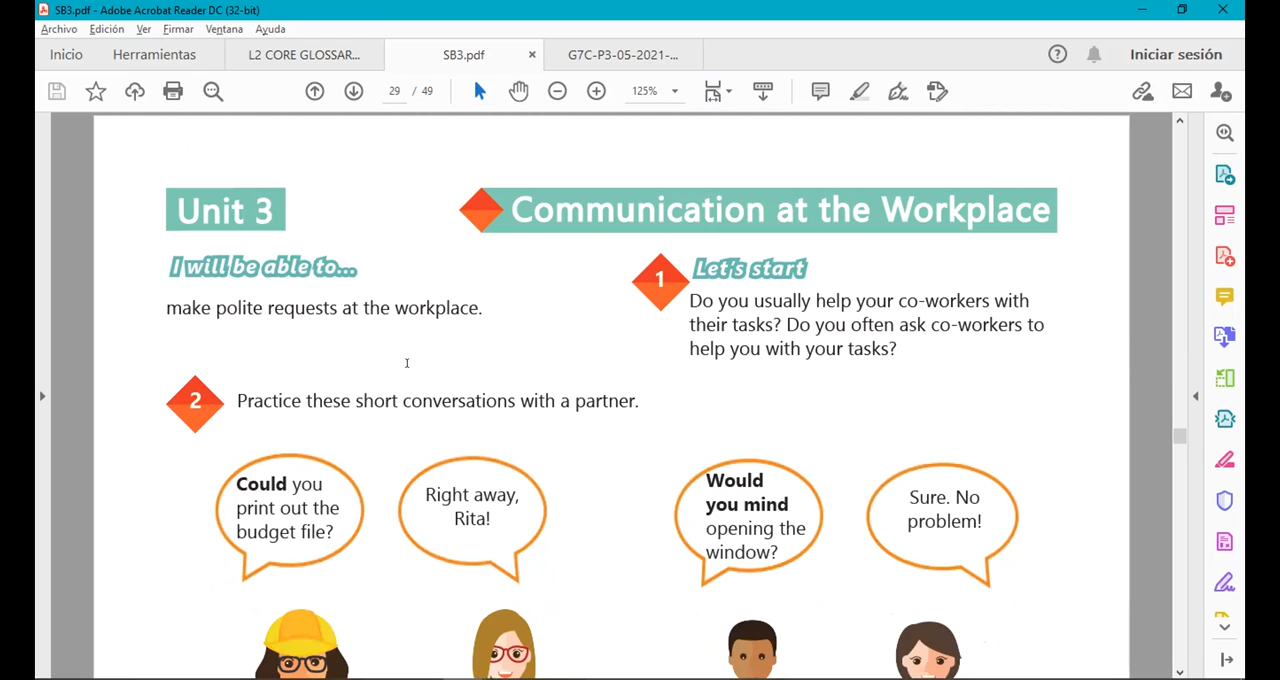 SB3.pdf - Adobe Acrobat Reader DC (32-bit)
Archivo Edición Ver Firmar Ventana Ayuda
Inicio Herramientas L2 CORE GLOSSAR... SB3.pdf × G7C-P3-05-2021-... Iniciar sesión
29 / 49 125%
Unit 3
Communication at the Workplace
I will be able to...
make polite requests at the workplace.
1 Let's start
Do you usually help your co-workers with
their tasks? Do you often ask co-workers to
help you with your tasks?
2 Practice these short conversations with a partner.
Could you
print out the
budget file?
Right away,
Rita!
Would
you mind
opening the
window?
Sure. No
problem!